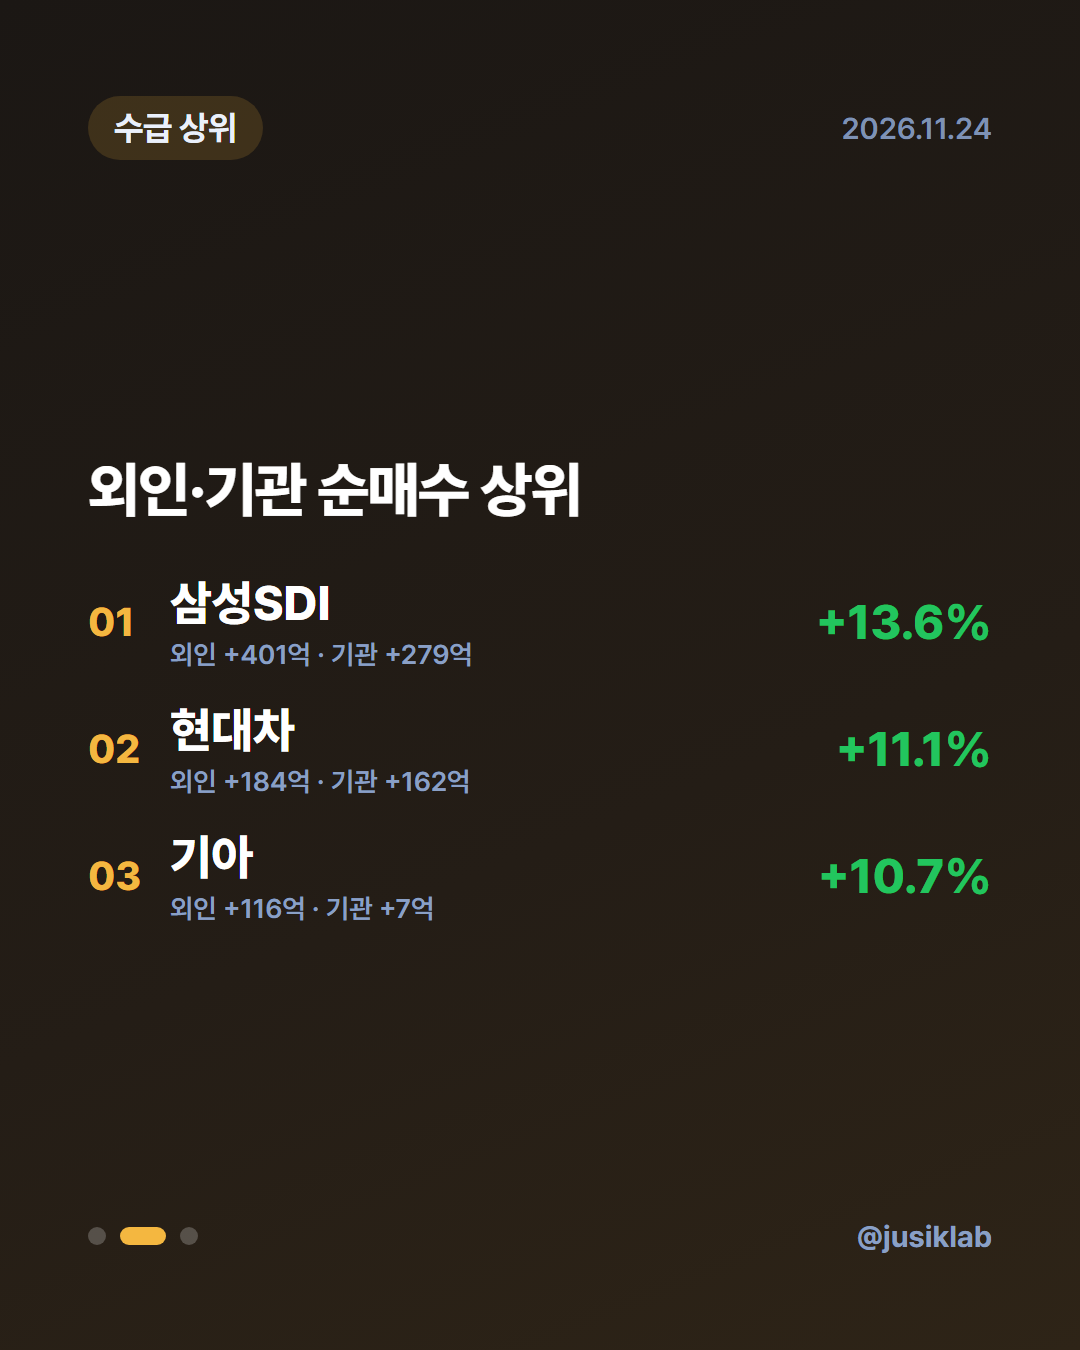 수급 상위
2026.11.24
외인·기관 순매수 상위
01
삼성SDI
외인 +401억 · 기관 +279억
+13.6%
02
현대차
외인 +184억 · 기관 +162억
+11.1%
03
기아
외인 +116억 · 기관 +7억
+10.7%
@jusiklab